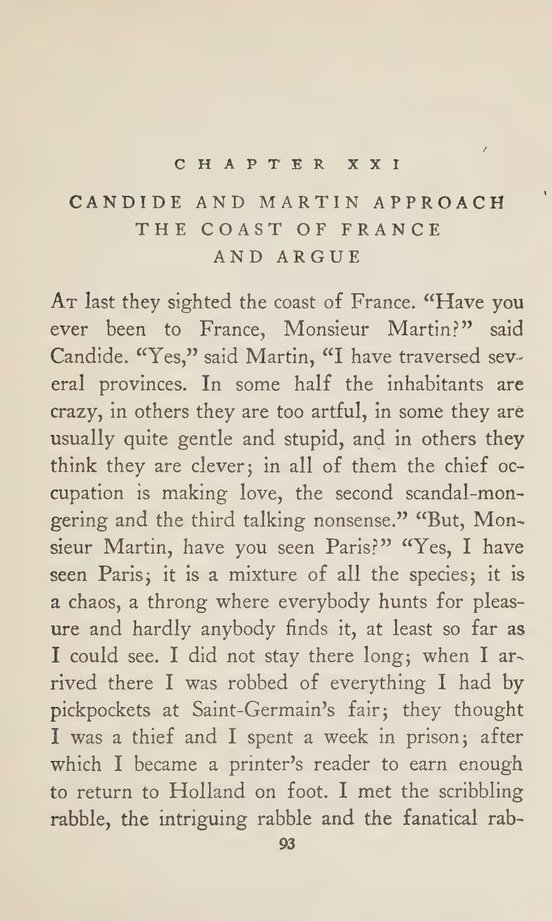 CHAPTER XXI
CANDIDE AND MARTIN APPROACH
THE COAST OF FRANCE
AND ARGUE
At last they sighted the coast of France. “Have you
ever been to France, Monsieur Martin?” said
Candide. “Yes,” said Martin, “I have traversed sev-
eral provinces. In some half the inhabitants are
crazy, in others they are too artful, in some they are
usually quite gentle and stupid, and in others they
think they are clever; in all of them the chief oc-
cupation is making love, the second scandal-mon-
gering and the third talking nonsense.” “But, Mon-
sieur Martin, have you seen Paris?” “Yes, I have
seen Paris; it is a mixture of all the species; it is
a chaos, a throng where everybody hunts for pleas-
ure and hardly anybody finds it, at least so far as
I could see. I did not stay there long; when I ar-
rived there I was robbed of everything I had by
pickpockets at Saint-Germain’s fair; they thought
I was a thief and I spent a week in prison; after
which I became a printer’s reader to earn enough
to return to Holland on foot. I met the scribbling
rabble, the intriguing rabble and the fanatical rab-
93